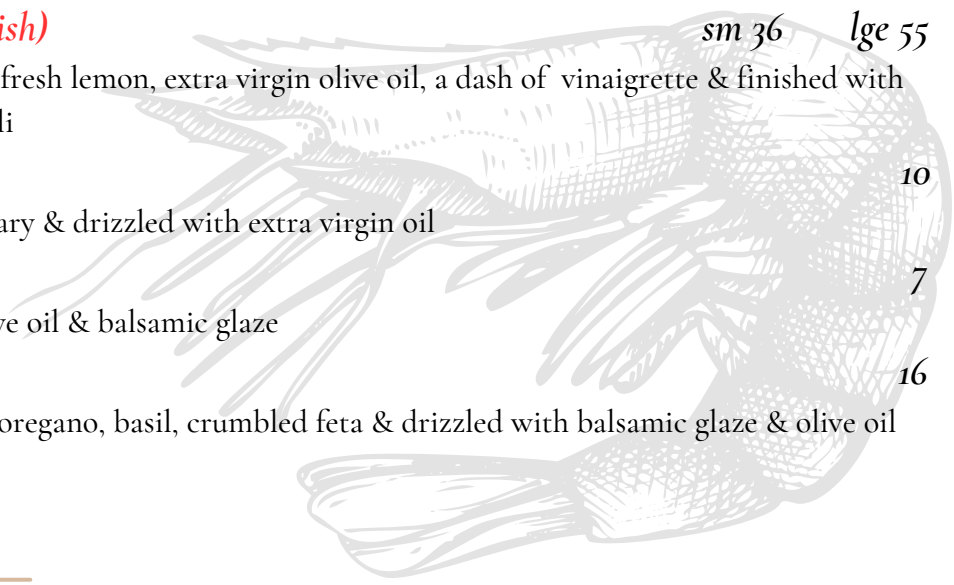 ish) sm 36 lge 55
fresh lemon, extra virgin olive oil, a dash of vinaigrette & finished with
li
10
ary & drizzled with extra virgin oil
7
ve oil & balsamic glaze
16
oregano, basil, crumbled feta & drizzled with balsamic glaze & olive oil